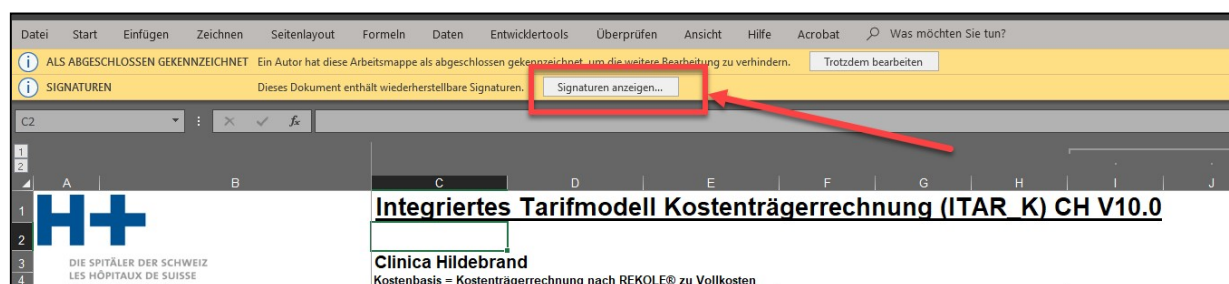 Datei Start Einfügen Zeichnen Seitenlayout Formeln Daten Entwicklertools Überprüfen Ansicht Hilfe Acrobat Was möchten Sie tun?
ALS ABGESCHLOSSEN GEKENNZEICHNET Ein Autor hat diese Arbeitsmappe als abgeschlossen gekennzeichnet, um die weitere Bearbeitung zu verhindern. Trotzdem bearbeiten
SIGNATUREN Dieses Dokument enthält wiederherstellbare Signaturen. Signaturen anzeigen...
C2 fx
1
2
A B C D E F G H I J
1 H+ Integriertes Tarifmodell Kostenträgerrechnung (ITAR_K) CH V10.0
2
3 DIE SPITÄLER DER SCHWEIZ Clinica Hildebrand
4 LES HÔPITAUX DE SUISSE Kostenbasis = Kostenträgerrechnung nach REKOLE® zu Vollkosten